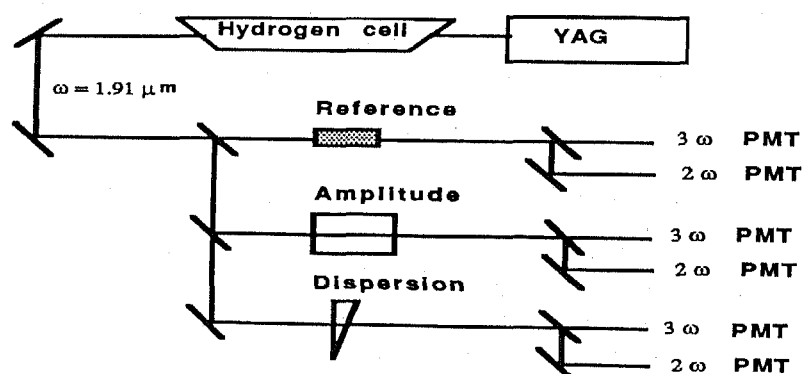 Hydrogen cell
YAG
ω = 1.91 μm
Reference
3 ω PMT
2 ω PMT
Amplitude
3 ω PMT
2 ω PMT
Dispersion
3 ω PMT
2 ω PMT